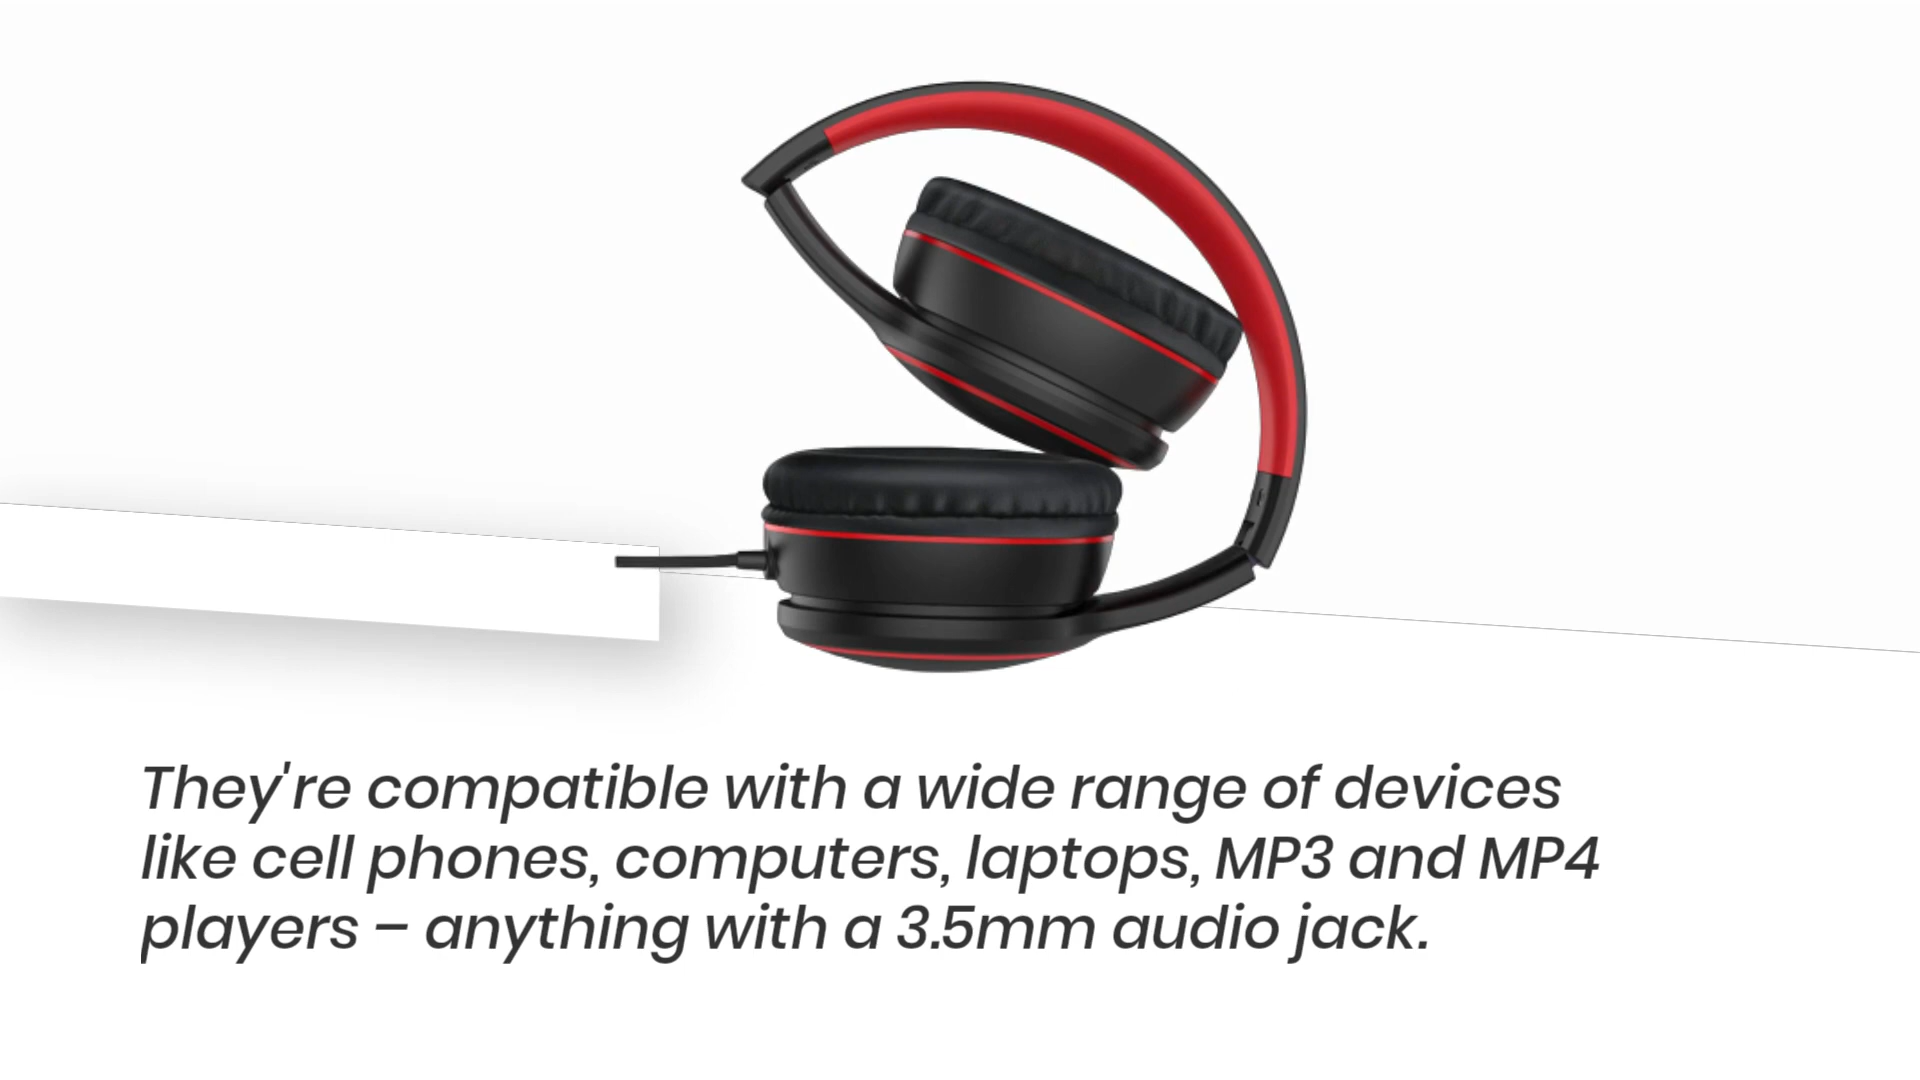 They're compatible with a wide range of devices
like cell phones, computers, laptops, MP3 and MP4
players – anything with a 3.5mm audio jack.